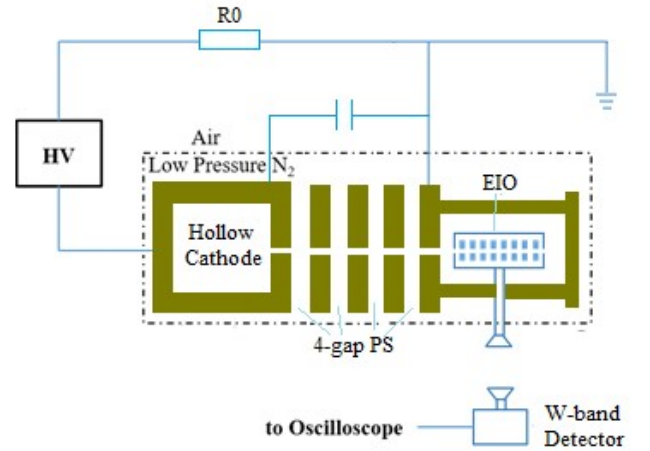 R0
HV
Air
Low Pressure N₂
EIO
Hollow
Cathode
4-gap PS
to Oscilloscope
W-band
Detector